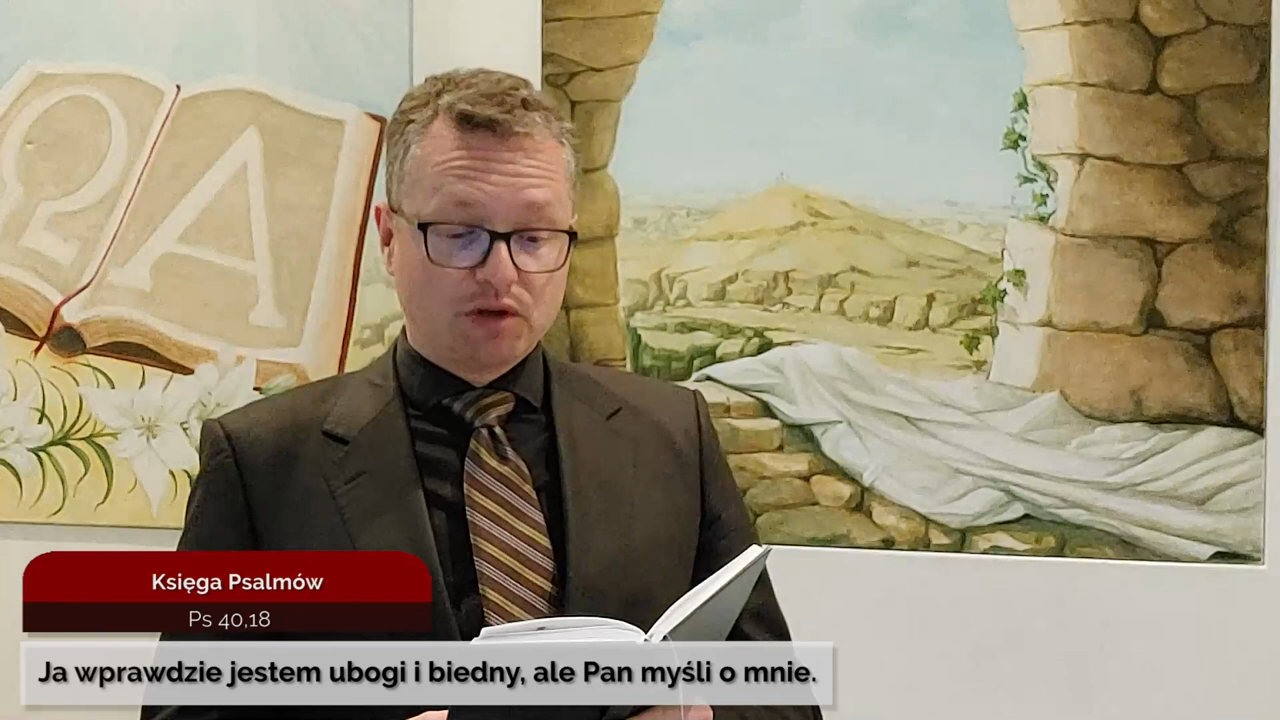 Ω A
Księga Psalmów
Ps 40,18
Ja wprawdzie jestem ubogi i biedny, ale Pan myśli o mnie.